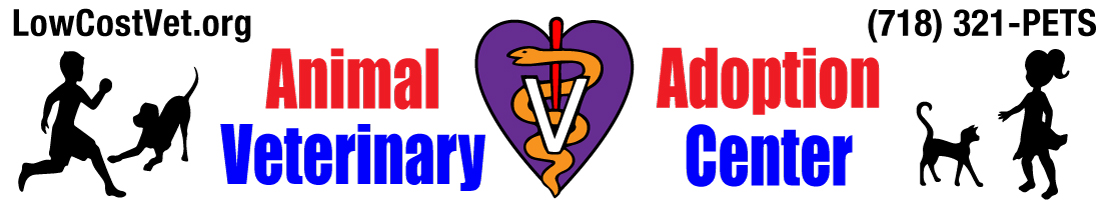 LowCostVet.org
(718) 321-PETS
Animal Adoption
Veterinary Center
V